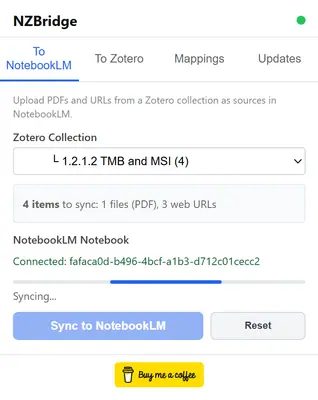 NZBridge
To
NotebookLM
To Zotero
Mappings
Updates
Upload PDFs and URLs from a Zotero collection as sources in
NotebookLM.
Zotero Collection
└ 1.2.1.2 TMB and MSI (4)
4 items to sync: 1 files (PDF), 3 web URLs
NotebookLM Notebook
Connected: fafaca0d-b496-4bcf-a1b3-d712c01cecc2
Syncing...
Sync to NotebookLM
Reset
Buy me a coffee